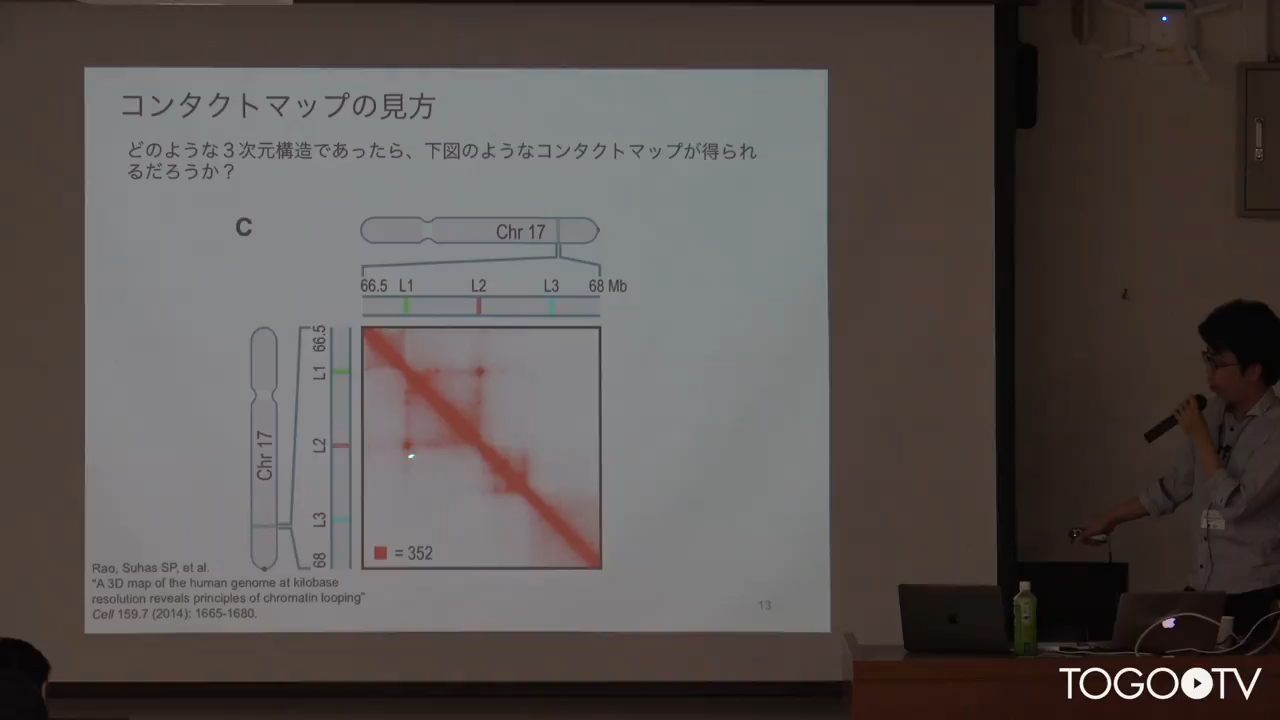 コンタクトマップの見方
どのような３次元構造であったら、下図のようなコンタクトマップが得られ
るだろうか？
C
Chr 17
66.5 L1 L2 L3 68 Mb
66.5
L1
L2
L3
68
Chr 17
= 352
Rao, Suhas SP, et al.
"A 3D map of the human genome at kilobase
resolution reveals principles of chromatin looping"
Cell 159.7 (2014): 1665-1680.
13
TOGO TV